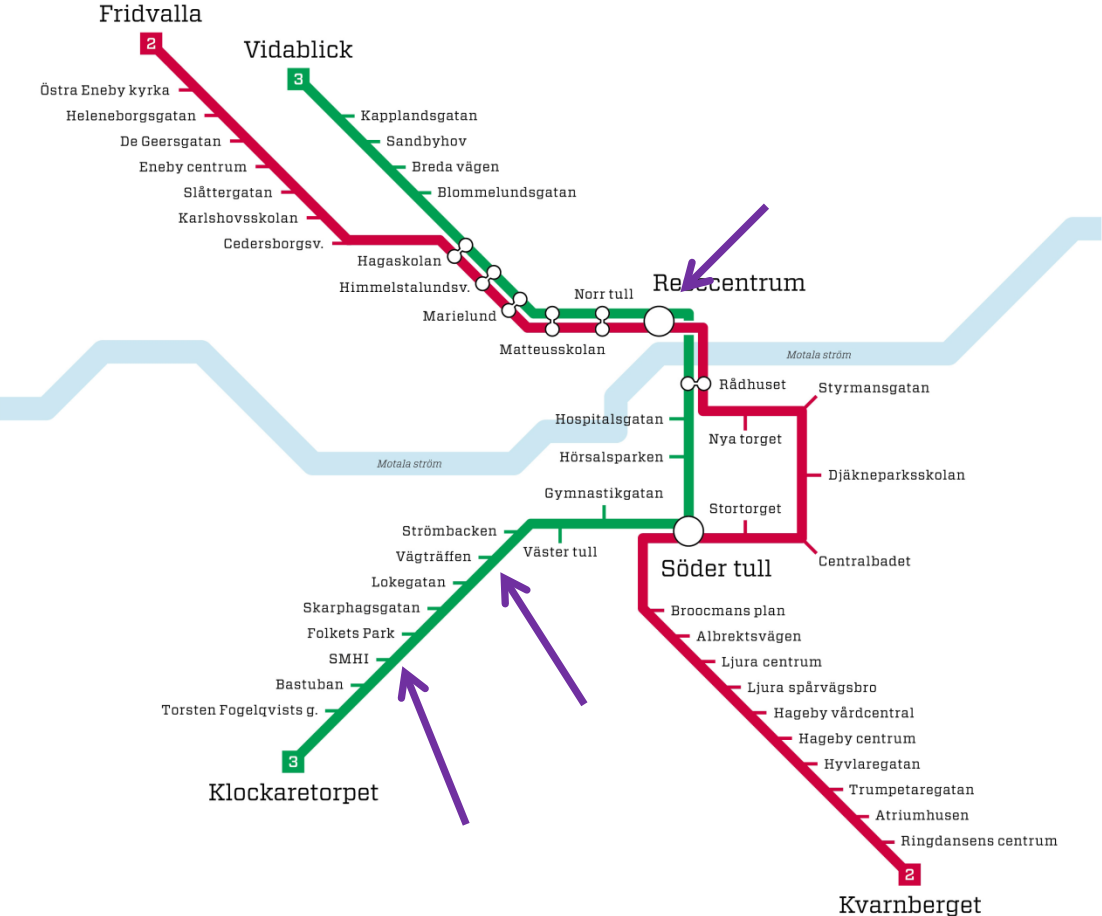 Fridvalla
2
Vidablick
3
Östra Eneby kyrka
Heleneborgsgatan
De Geersgatan
Eneby centrum
Slåttergatan
Karlshovsskolan
Cedersborgsv.
Kapplandsgatan
Sandbyhov
Breda vägen
Blommelundsgatan
Hagaskolan
Himmelstalundsv.
Marielund
Matteusskolan
Norr tull
Motala ström
Rådhuset
Styrmansgatan
Nya torget
Djäkneparksskolan
Stortorget
Centralbadet
Hospitalsgatan
Hörsalsparken
Motala ström
Gymnastikgatan
Väster tull
Söder tull
Strömbacken
Vägträffen
Lokegatan
Skarphagsgatan
Folkets Park
SMHI
Bastuban
Torsten Fogelqvists g.
3
Klockaretorpet
Broocmans plan
Albrektsvägen
Ljura centrum
Ljura spårvägsbro
Hageby vårdcentral
Hageby centrum
Hyvlaregatan
Trumpetaregatan
Atriumhusen
Ringdansens centrum
2
Kvarnberget